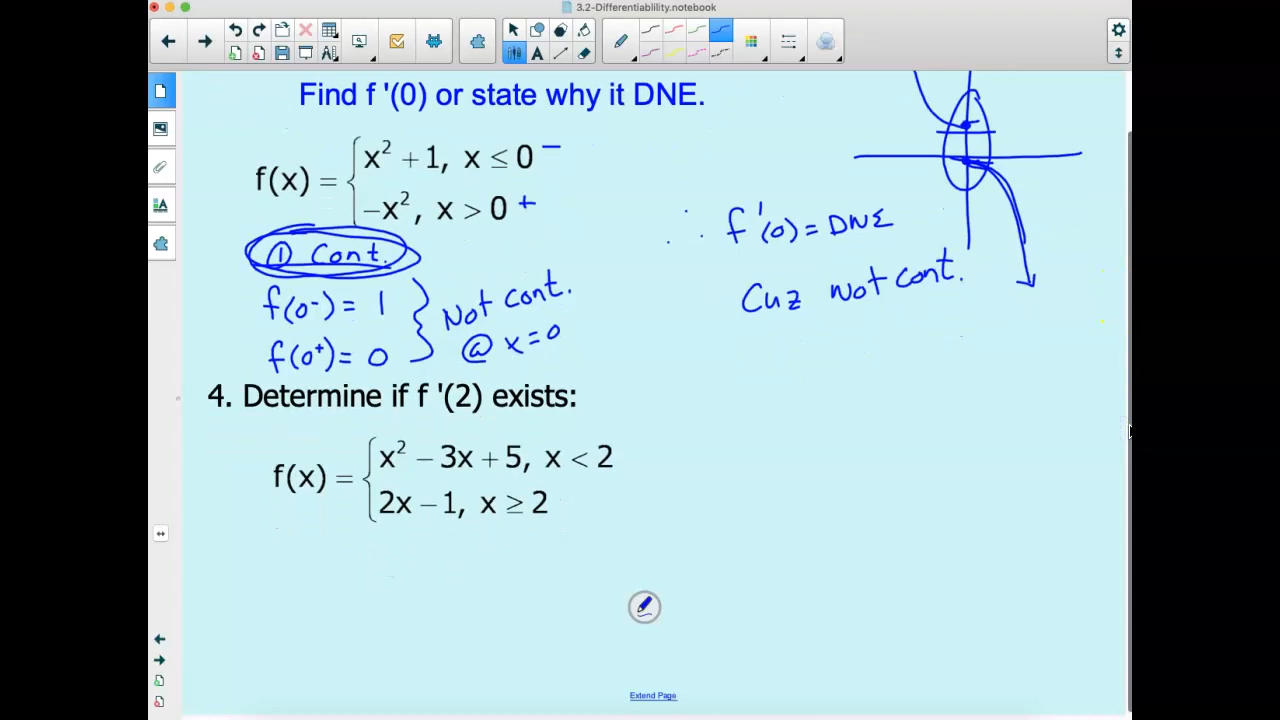 3.2-Differentiablility.notebook
Find f '(0) or state why it DNE.
f(x) = { x² + 1, x ≤ 0 −
−x², x > 0 +
① Cont.
f(0⁻) = 1
f(0⁺) = 0
Not cont.
@ x = 0
∴ f'(0) = DNE
Cuz not cont.
4. Determine if f '(2) exists:
f(x) = { x² − 3x + 5, x < 2
2x − 1, x ≥ 2
Extend Page